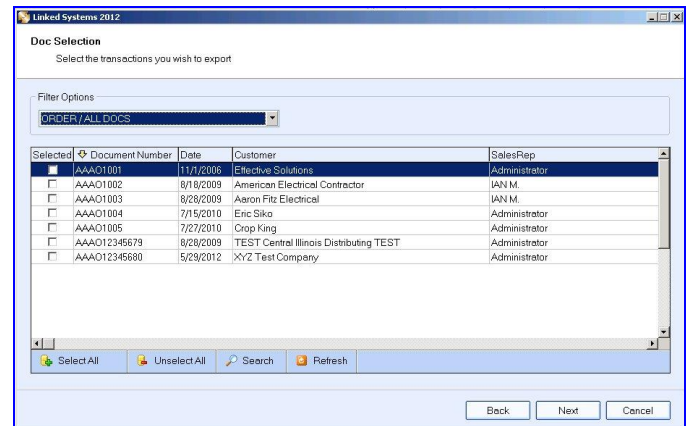 Linked Systems 2012
Doc Selection
Select the transactions you wish to export
Filter Options
ORDER / ALL DOCS
Selected Document Number Date Customer SalesRep
AAAO1001 11/1/2006 Effective Solutions Administrator
AAAO1002 8/18/2009 American Electrical Contractor IAN M.
AAAO1003 8/28/2009 Aaron Fitz Electrical IAN M.
AAAO1004 7/15/2010 Eric Siko Administrator
AAAO1005 7/27/2010 Crop King Administrator
AAAO12345679 8/28/2009 TEST Central Illinois Distributing TEST Administrator
AAAO12345680 5/29/2012 XYZ Test Company Administrator
Select All Unselect All Search Refresh
Back Next Cancel